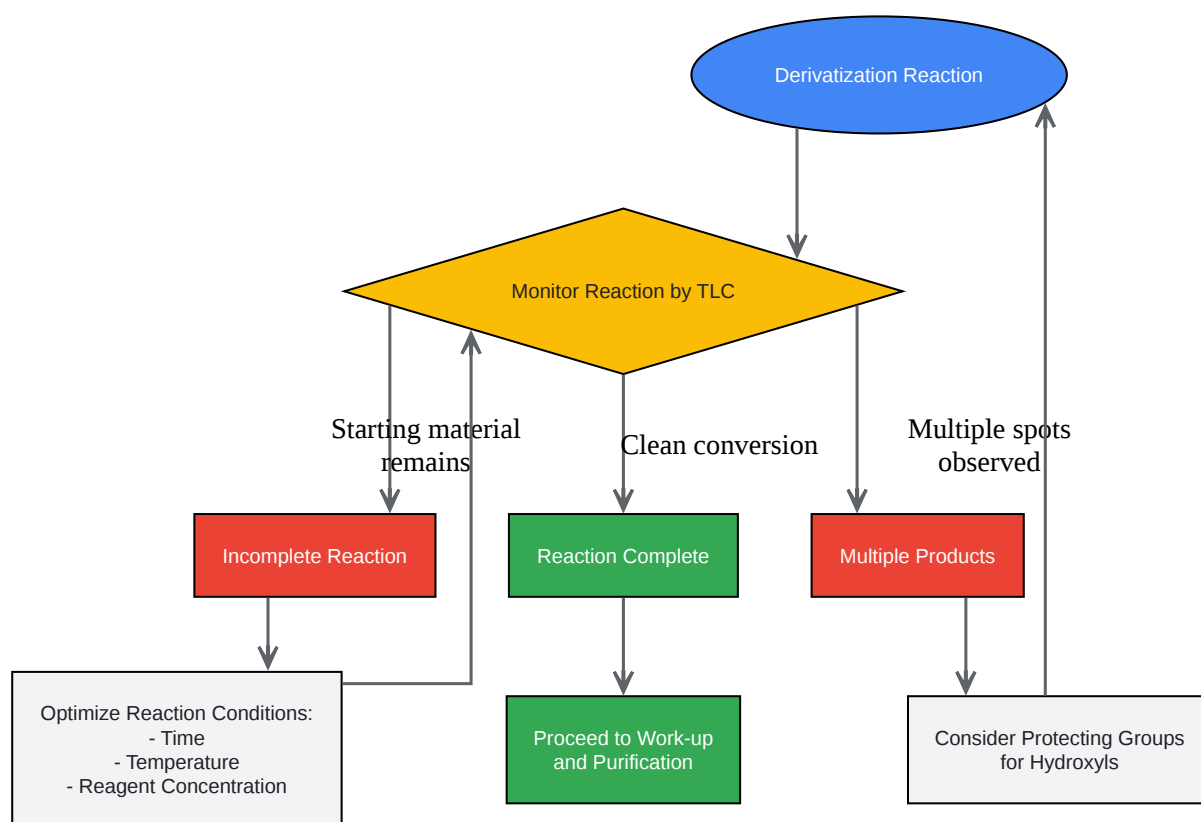 Derivatization Reaction
Monitor Reaction by TLC
Starting material
remains
Clean conversion
Multiple spots
observed
Incomplete Reaction
Reaction Complete
Multiple Products
Optimize Reaction Conditions:
- Time
- Temperature
- Reagent Concentration
Proceed to Work-up
and Purification
Consider Protecting Groups
for Hydroxyls